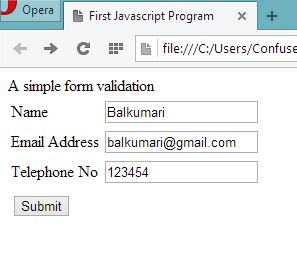 Opera
First Javascript Program
file:///C:/Users/Confuse
A simple form validation
Name Balkumari
Email Address balkumari@gmail.com
Telephone No 123454
Submit